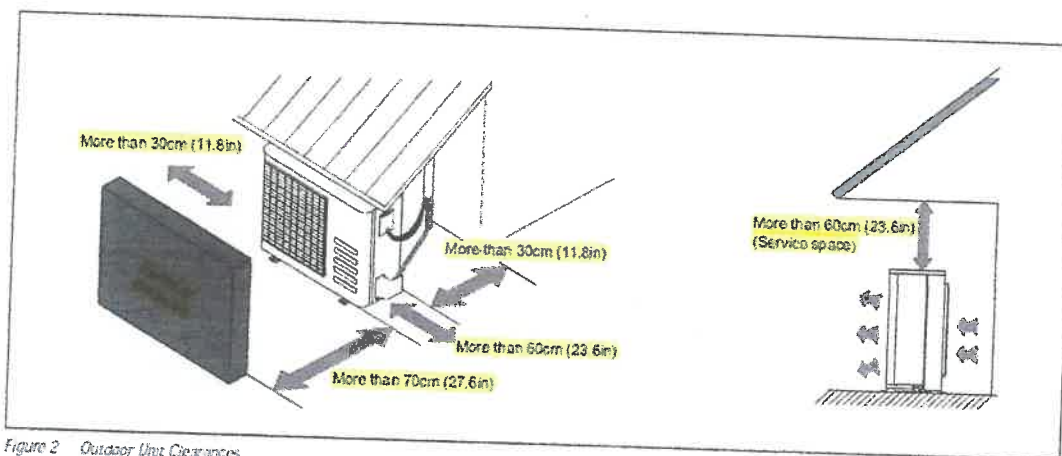 More than 30cm (11.8in)
More than 30cm (11.8in)
More than 60cm (23.6in)
More than 70cm (27.6in)
More than 60cm (23.6in)
(Service space)
Figure 2 Outdoor Unit Clearances